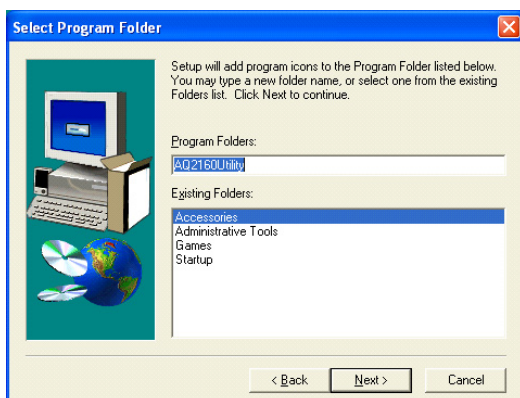 Select Program Folder
Setup will add program icons to the Program Folder listed below.
You may type a new folder name, or select one from the existing
Folders list. Click Next to continue.
Program Folders:
AQ2160Utility
Existing Folders:
Accessories
Administrative Tools
Games
Startup
< Back
Next >
Cancel